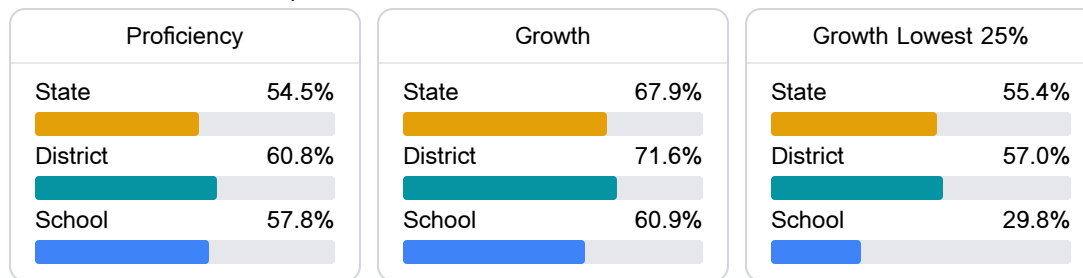 Proficiency
State 54.5%
District 60.8%
School 57.8%
Growth
State 67.9%
District 71.6%
School 60.9%
Growth Lowest 25%
State 55.4%
District 57.0%
School 29.8%